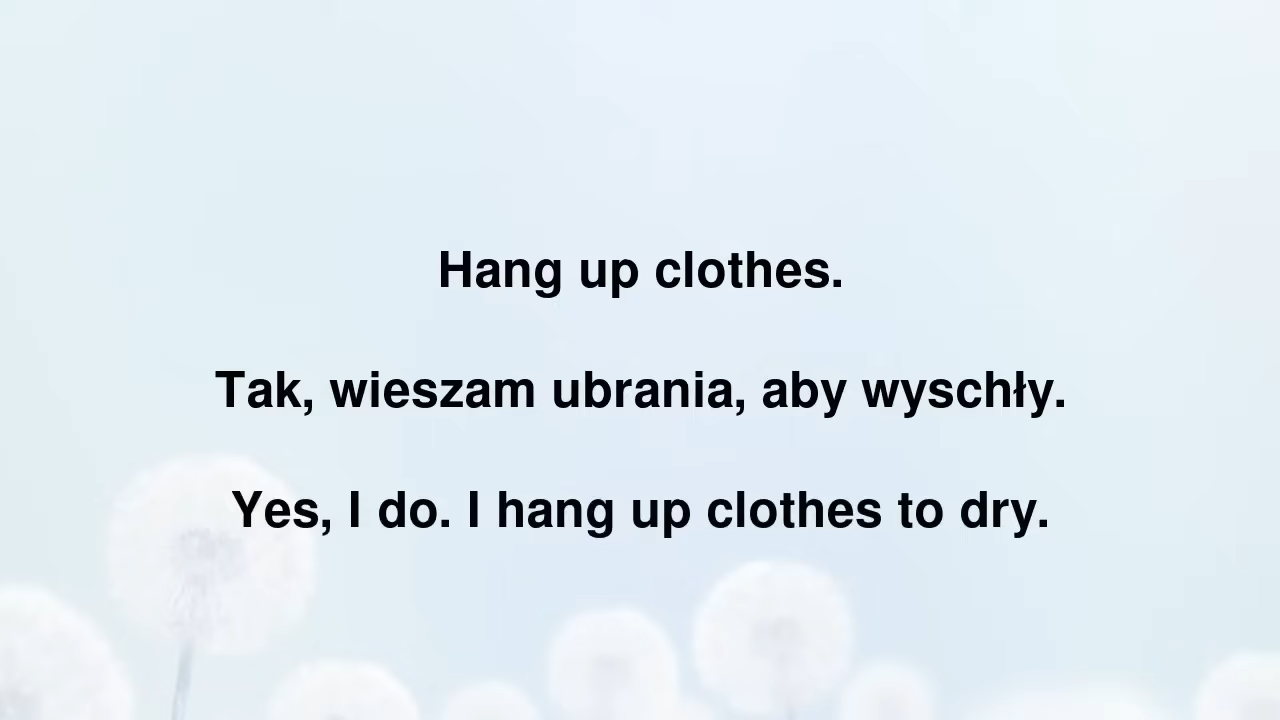 Hang up clothes.
Tak, wieszam ubrania, aby wyschły.
Yes, I do. I hang up clothes to dry.